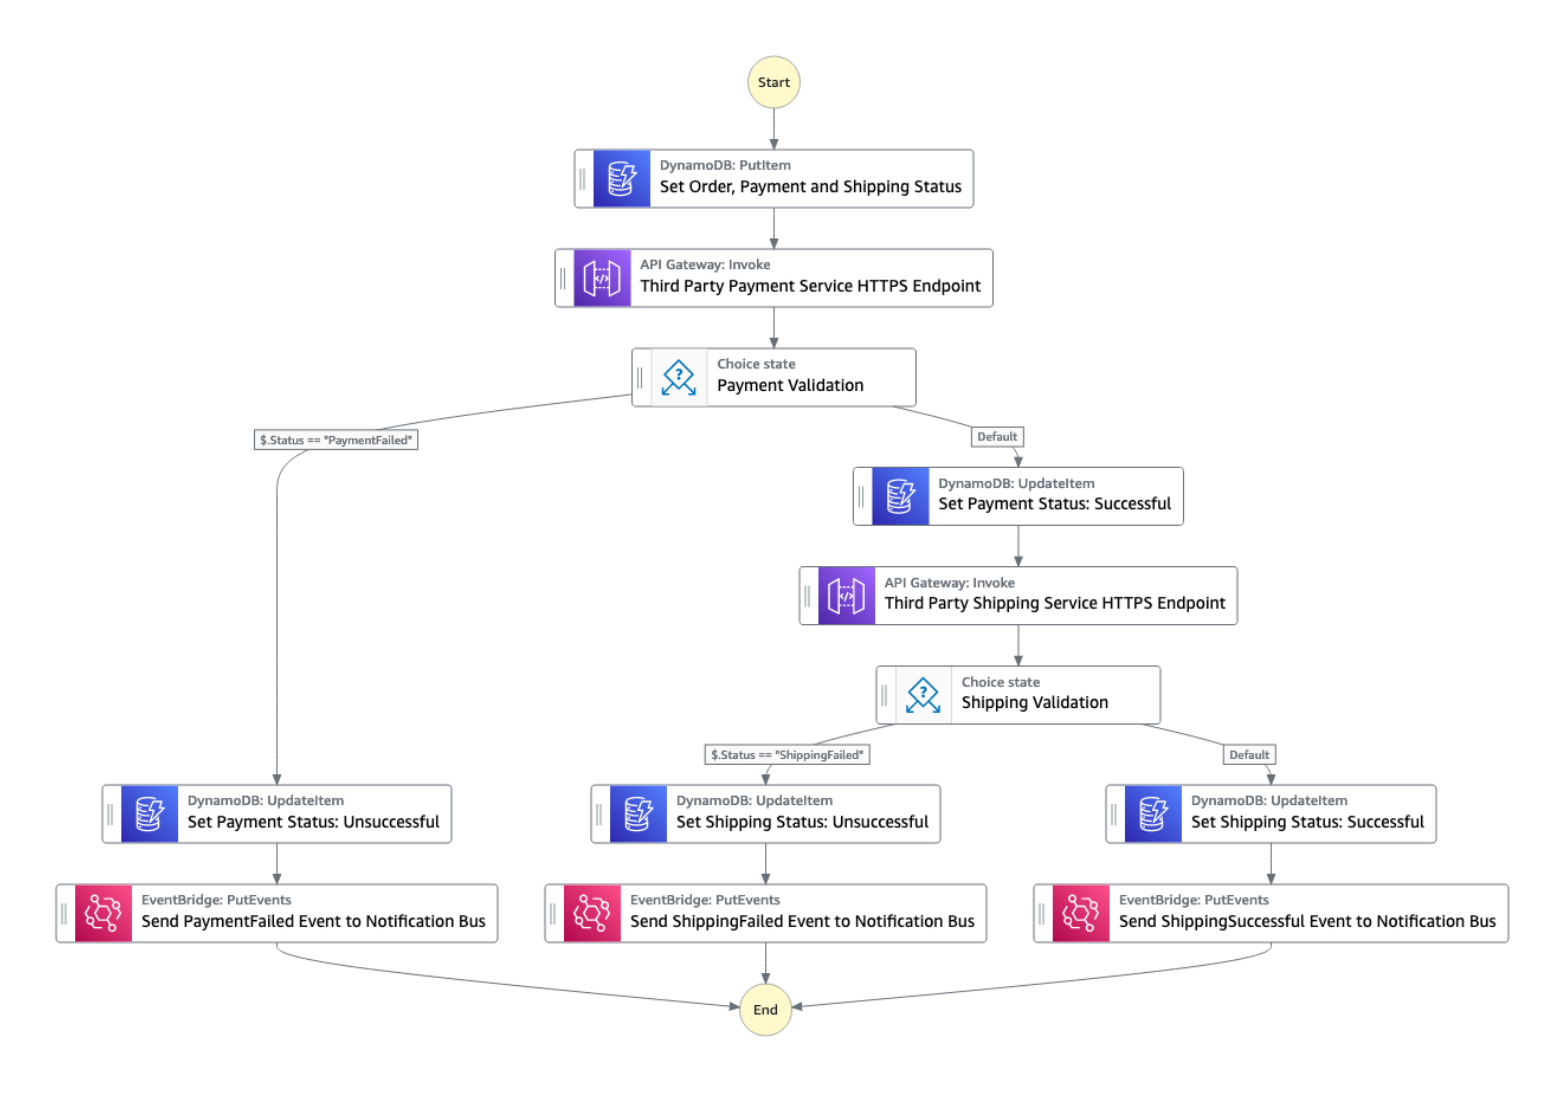 Start
DynamoDB: PutItem
Set Order, Payment and Shipping Status
API Gateway: Invoke
Third Party Payment Service HTTPS Endpoint
Choice state
Payment Validation
$.Status == "PaymentFailed"
Default
DynamoDB: UpdateItem
Set Payment Status: Successful
API Gateway: Invoke
Third Party Shipping Service HTTPS Endpoint
Choice state
Shipping Validation
$.Status == "ShippingFailed"
Default
DynamoDB: UpdateItem
Set Payment Status: Unsuccessful
DynamoDB: UpdateItem
Set Shipping Status: Unsuccessful
DynamoDB: UpdateItem
Set Shipping Status: Successful
EventBridge: PutEvents
Send PaymentFailed Event to Notification Bus
EventBridge: PutEvents
Send ShippingFailed Event to Notification Bus
EventBridge: PutEvents
Send ShippingSuccessful Event to Notification Bus
End